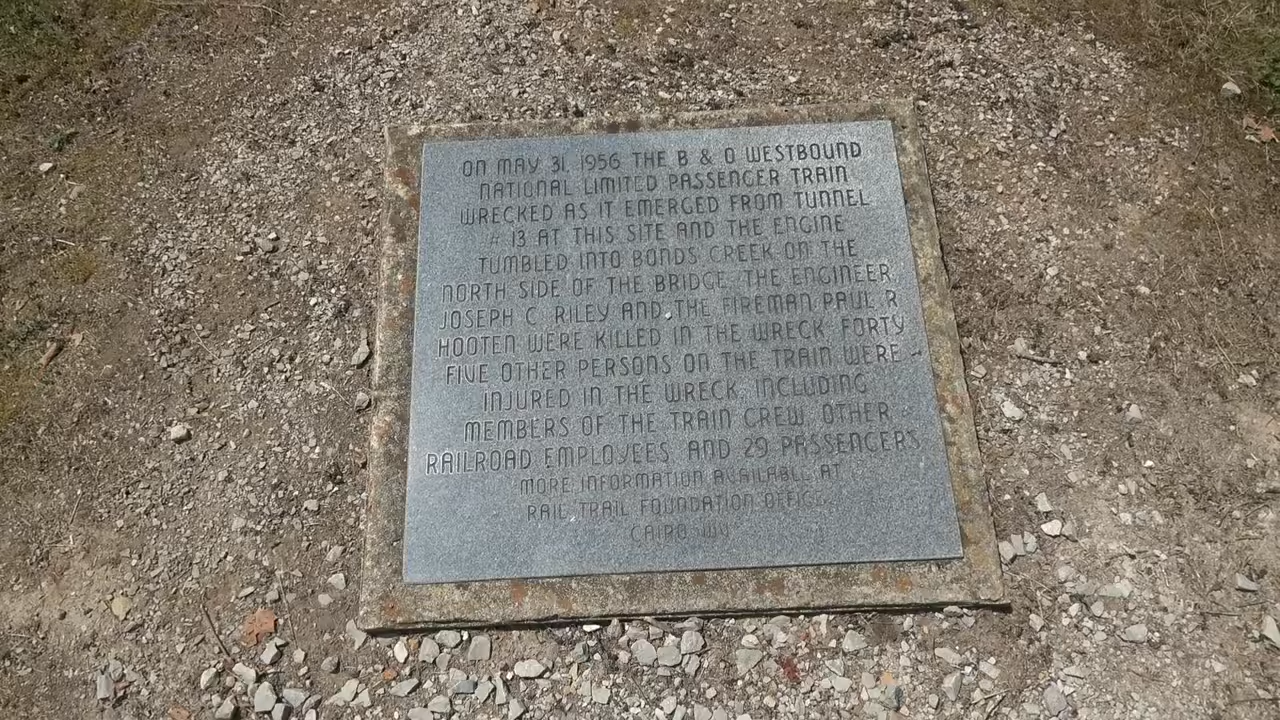 ON MAY 31, 1956 THE B & O WESTBOUND
NATIONAL LIMITED PASSENGER TRAIN
WRECKED AS IT EMERGED FROM TUNNEL
# 13 AT THIS SITE AND THE ENGINE
TUMBLED INTO BONDS CREEK ON THE
NORTH SIDE OF THE BRIDGE. THE ENGINEER
JOSEPH C. RILEY AND THE FIREMAN PAUL R.
HOOTEN WERE KILLED IN THE WRECK. FORTY
FIVE OTHER PERSONS ON THE TRAIN WERE
INJURED IN THE WRECK, INCLUDING
MEMBERS OF THE TRAIN CREW, OTHER
RAILROAD EMPLOYEES, AND 29 PASSENGERS.
MORE INFORMATION AVAILABLE AT
RAIL TRAIL FOUNDATION OFFICE
CAIRO, WV